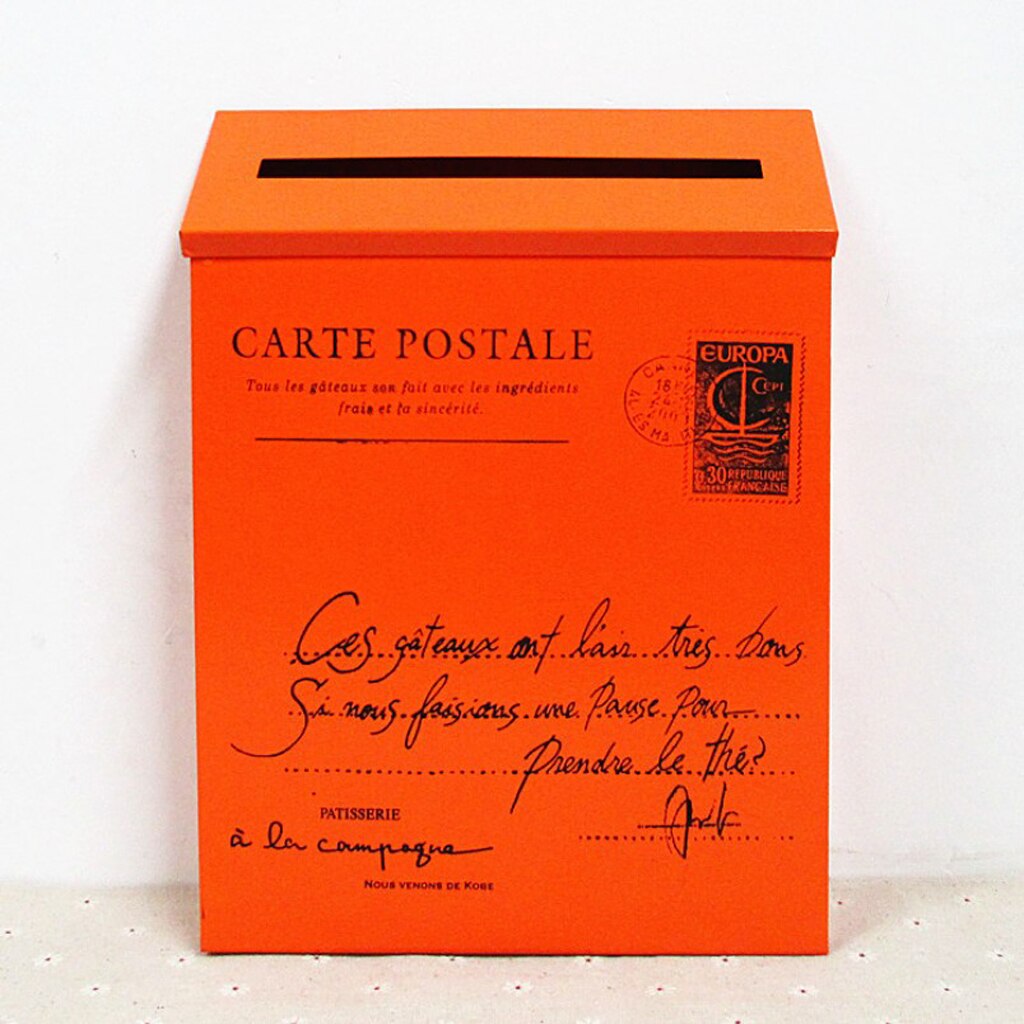 CARTE POSTALE
Tous les gâteaux son fait avec les ingrédients
frais et la sincérité.
EUROPA
CEPT
0,30 REPUBLIQUE
FRANÇAISE
Ces gâteaux ont l'air très bons
Si nous faisions une Pause Pour
Prendre le thé?
PATISSERIE
à la campagne
NOUS VENONS DE KOBE